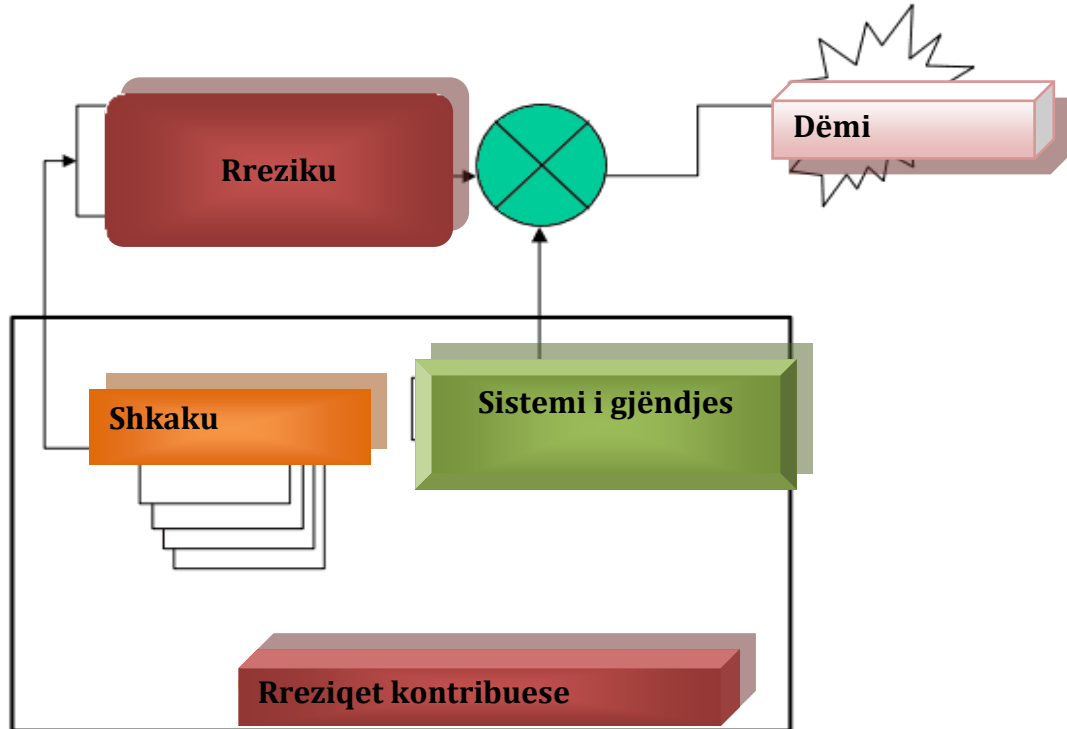 Rreziku
Dëmi
Shkaku
Sistemi i gjëndjes
Rreziqet kontribuese